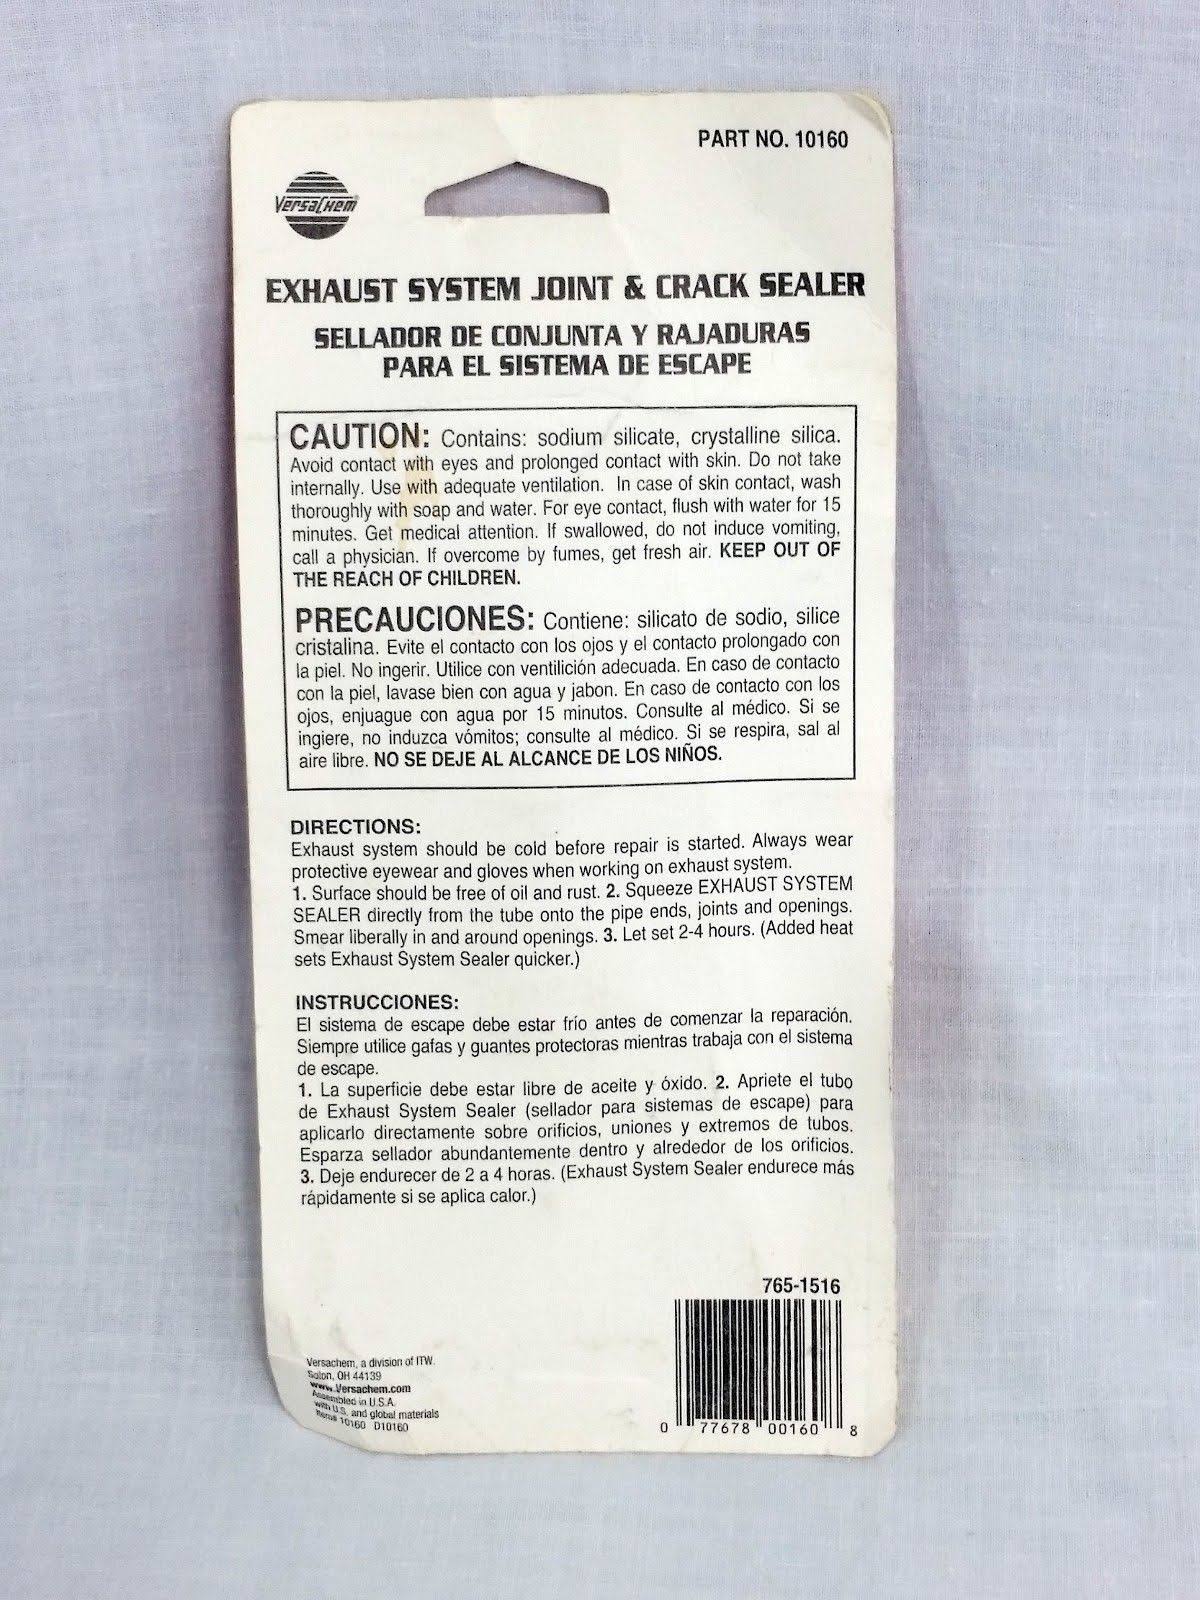 PART NO. 10160
VersaChem®
EXHAUST SYSTEM JOINT & CRACK SEALER
SELLADOR DE CONJUNTA Y RAJADURAS
PARA EL SISTEMA DE ESCAPE
CAUTION: Contains: sodium silicate, crystalline silica.
Avoid contact with eyes and prolonged contact with skin. Do not take
internally. Use with adequate ventilation. In case of skin contact, wash
thoroughly with soap and water. For eye contact, flush with water for 15
minutes. Get medical attention. If swallowed, do not induce vomiting,
call a physician. If overcome by fumes, get fresh air. KEEP OUT OF
THE REACH OF CHILDREN.
PRECAUCIONES: Contiene: silicato de sodio, silice
cristalina. Evite el contacto con los ojos y el contacto prolongado con
la piel. No ingerir. Utilice con ventilición adecuada. En caso de contacto
con la piel, lavase bien con agua y jabon. En caso de contacto con los
ojos, enjuague con agua por 15 minutos. Consulte al médico. Si se
ingiere, no induzca vómitos; consulte al médico. Si se respira, sal al
aire libre. NO SE DEJE AL ALCANCE DE LOS NIÑOS.
DIRECTIONS:
Exhaust system should be cold before repair is started. Always wear
protective eyewear and gloves when working on exhaust system.
1. Surface should be free of oil and rust. 2. Squeeze EXHAUST SYSTEM
SEALER directly from the tube onto the pipe ends, joints and openings.
Smear liberally in and around openings. 3. Let set 2-4 hours. (Added heat
sets Exhaust System Sealer quicker.)
INSTRUCCIONES:
El sistema de escape debe estar frío antes de comenzar la reparación.
Siempre utilice gafas y guantes protectoras mientras trabaja con el sistema
de escape.
1. La superficie debe estar libre de aceite y óxido. 2. Apriete el tubo
de Exhaust System Sealer (sellador para sistemas de escape) para
aplicarlo directamente sobre orificios, uniones y extremos de tubos.
Esparza sellador abundantemente dentro y alrededor de los orificios.
3. Deje endurecer de 2 a 4 horas. (Exhaust System Sealer endurece más
rápidamente si se aplica calor.)
765-1516
Versachem, a division of ITW.
Solon, OH 44139
www.Versachem.com
Assembled in U.S.A.
with U.S. and global materials
Item# 10160 D10160
0 77678 00160 8